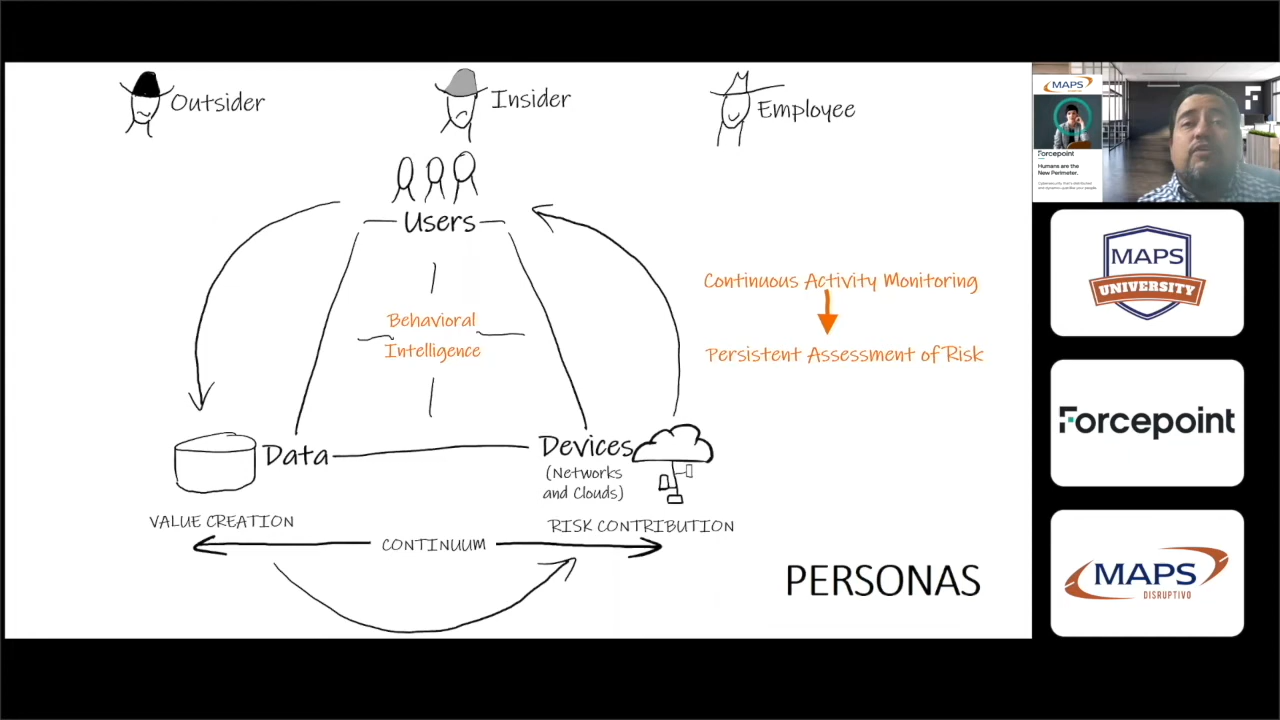 Outsider
Insider
Employee
Users
Continuous Activity Monitoring
Behavioral
Intelligence
Persistent Assessment of Risk
Data
Devices
(Networks
and Clouds)
VALUE CREATION
RISK CONTRIBUTION
CONTINUUM
PERSONAS
MAPS
Forcepoint
Humans are the
New Perimeter.
MAPS
UNIVERSITY
Forcepoint
MAPS
DISRUPTIVO